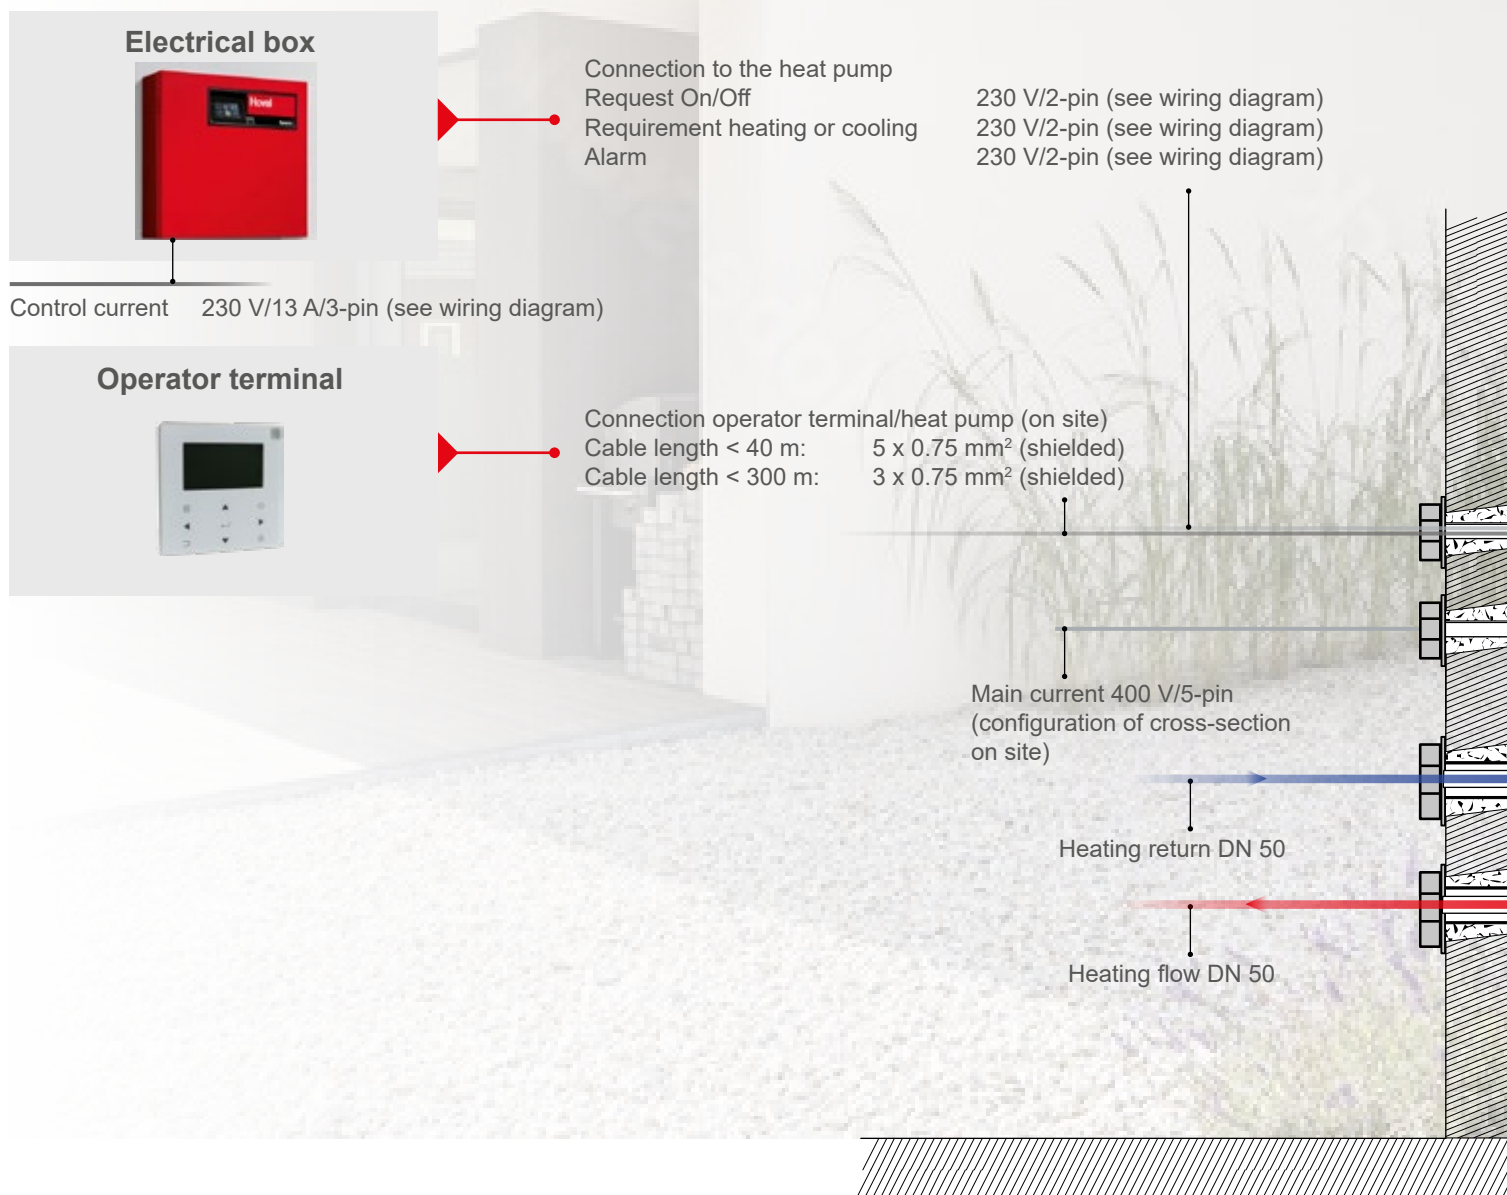 Electrical box
Hoval
Connection to the heat pump
Request On/Off 230 V/2-pin (see wiring diagram)
Requirement heating or cooling 230 V/2-pin (see wiring diagram)
Alarm 230 V/2-pin (see wiring diagram)
Control current 230 V/13 A/3-pin (see wiring diagram)
Operator terminal
Connection operator terminal/heat pump (on site)
Cable length < 40 m: 5 x 0.75 mm² (shielded)
Cable length < 300 m: 3 x 0.75 mm² (shielded)
Main current 400 V/5-pin
(configuration of cross-section
on site)
Heating return DN 50
Heating flow DN 50